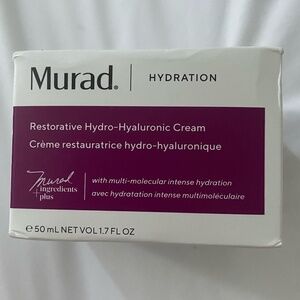 Murad. | HYDRATION
Restorative Hydro-Hyaluronic Cream
Crème restauratrice hydro-hyaluronique
Murad
+ingredients
plus
with multi-molecular intense hydration
avec hydratation intense multimoléculaire
℮ 50 mL NET VOL 1.7 FL OZ